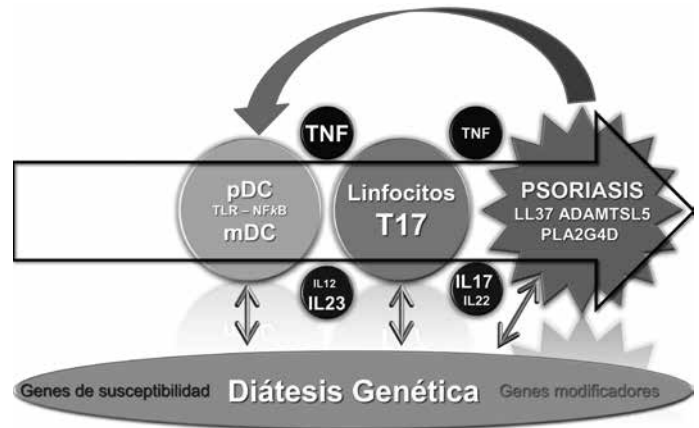 TNF
TNF
pDC
TLR – NFkB
mDC
Linfocitos
T17
PSORIASIS
LL37 ADAMTSL5
PLA2G4D
IL12
IL23
IL17
IL22
Genes de susceptibilidad
Diátesis Genética
Genes modificadores